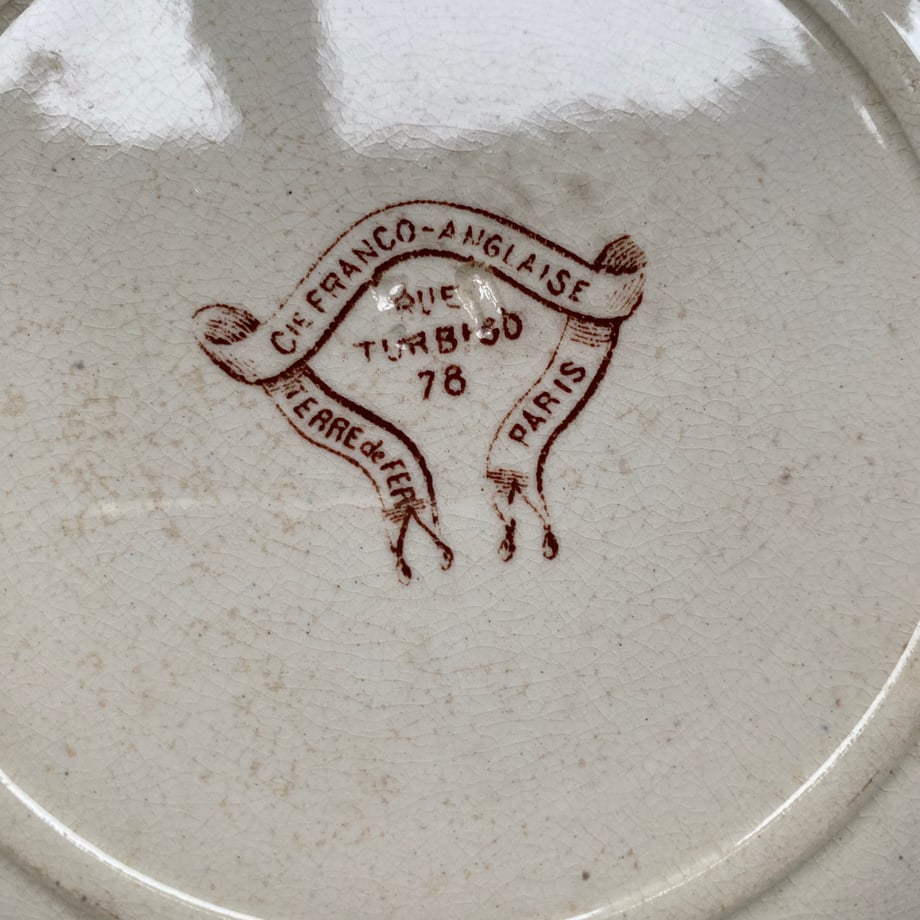 CIE FRANCO-ANGLAISE
RUE
TURBIGO
78
TERRE de FER
PARIS